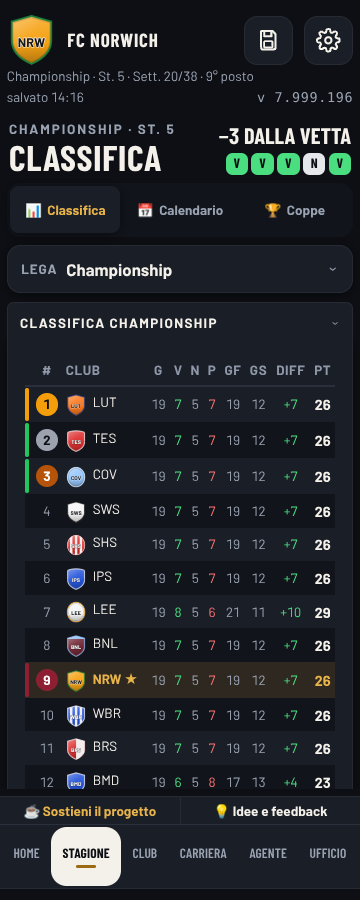 NRW FC NORWICH
Championship · St. 5 · Sett. 20/38 · 9° posto
salvato 14:16 v 7.999.196
CHAMPIONSHIP · ST. 5
−3 DALLA VETTA
CLASSIFICA
V V V N V
📊 Classifica 📅 Calendario 🏆 Coppe
LEGA Championship
CLASSIFICA CHAMPIONSHIP
# CLUB G V N P GF GS DIFF PT
1 LUT LUT 19 7 5 7 19 12 +7 26
2 TES TES 19 7 5 7 19 12 +7 26
3 COV COV 19 7 5 7 19 12 +7 26
4 SWS SWS 19 7 5 7 19 12 +7 26
5 SHS SHS 19 7 5 7 19 12 +7 26
6 IPS IPS 19 7 5 7 19 12 +7 26
7 LEE LEE 19 8 5 6 21 11 +10 29
8 BNL BNL 19 7 5 7 19 12 +7 26
9 NRW NRW ★ 19 7 5 7 19 12 +7 26
10 WBR WBR 19 7 5 7 19 12 +7 26
11 BRS BRS 19 7 5 7 19 12 +7 26
12 BMD BMD 19 6 5 8 17 13 +4 23
☕ Sostieni il progetto 💡 Idee e feedback
HOME STAGIONE CLUB CARRIERA AGENTE UFFICIO